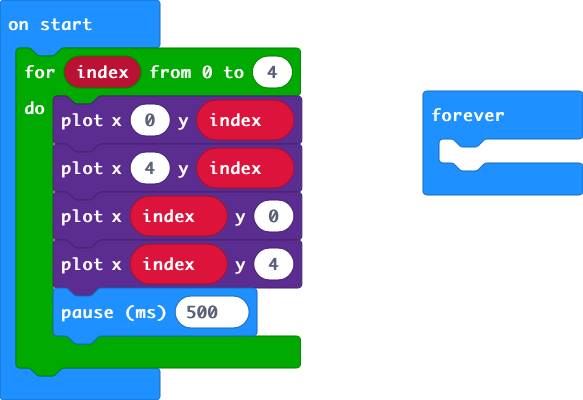 on start
for index from 0 to 4
do
plot x 0 y index
plot x 4 y index
plot x index y 0
plot x index y 4
pause (ms) 500
forever